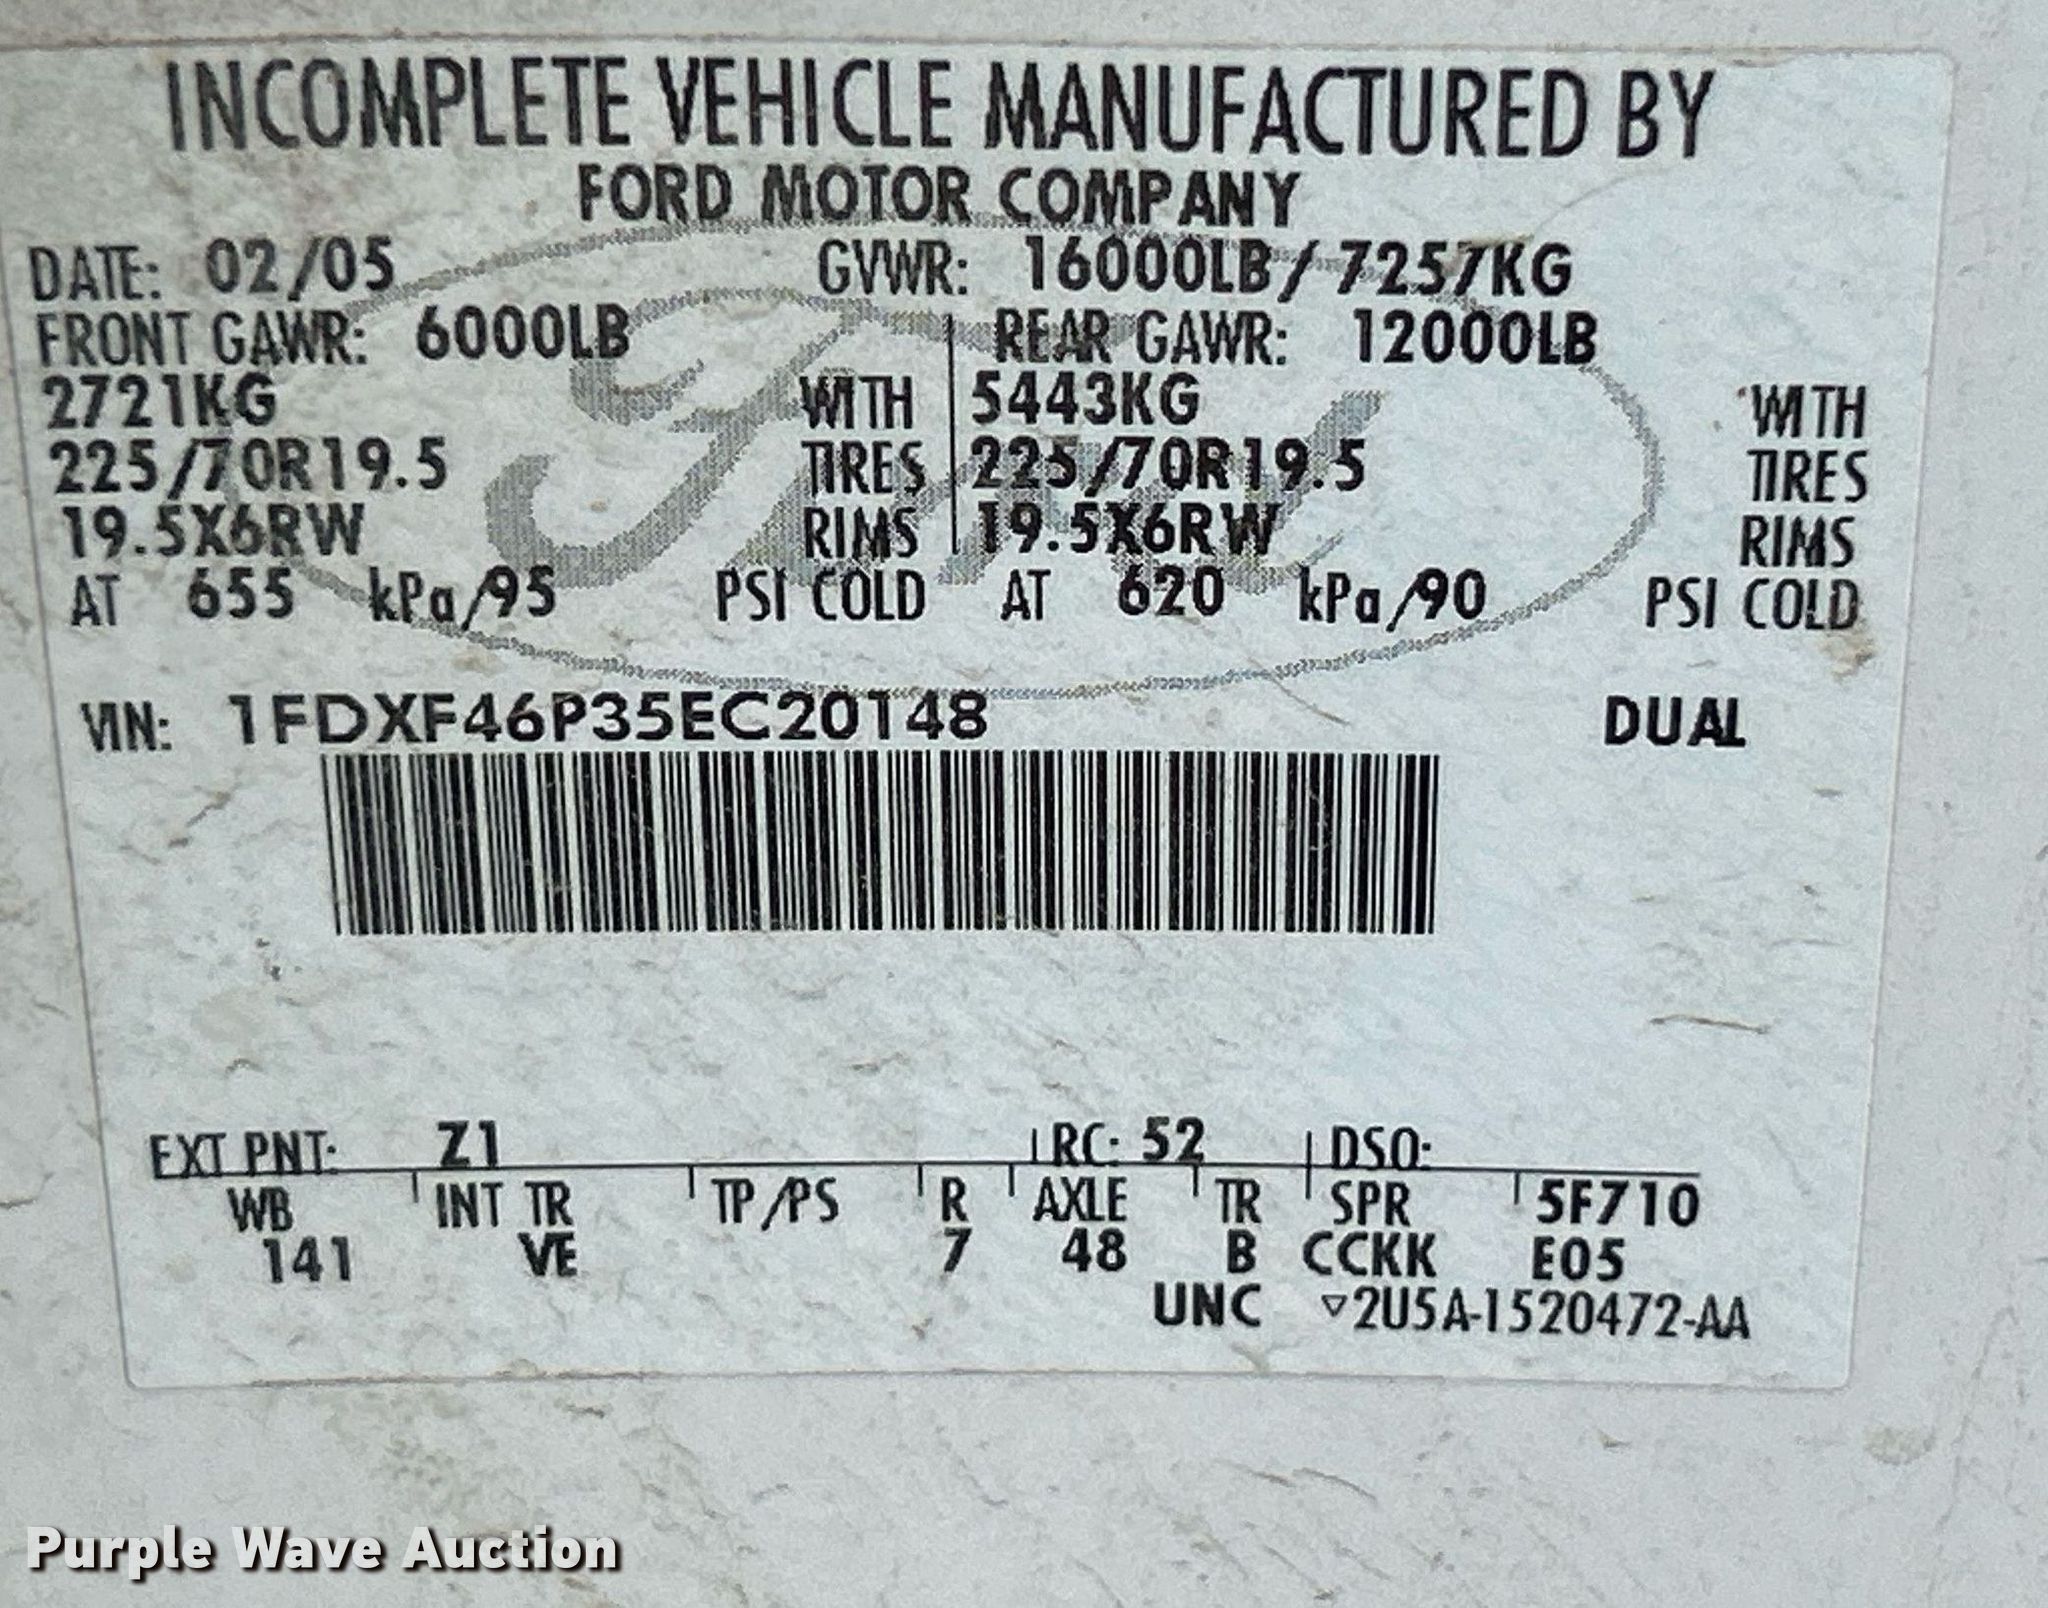 INCOMPLETE VEHICLE MANUFACTURED BY
FORD MOTOR COMPANY
DATE: 02/05 GVWR: 16000LB/7257KG
FRONT GAWR: 6000LB REAR GAWR: 12000LB
2721KG WITH 5443KG WITH
225/70R19.5 TIRES 225/70R19.5 TIRES
19.5X6RW RIMS 19.5X6RW RIMS
AT 655 kPa/95 PSI COLD AT 620 kPa/90 PSI COLD
VIN: 1FDXF46P35EC20148 DUAL
EXT PNT: Z1 RC: 52 DSO:
WB INT TR TP/PS R AXLE TR SPR 5F710
141 VE 7 48 B CCKK E05
UNC ▽2U5A-1520472-AA
Ford
Purple Wave Auction